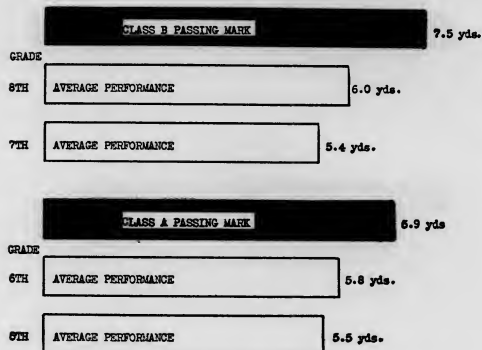 CLASS B PASSING MARK 7.5 yds.
GRADE
8TH AVERAGE PERFORMANCE 6.0 yds.
7TH AVERAGE PERFORMANCE 5.4 yds.
CLASS A PASSING MARK 6.9 yds
GRADE
6TH AVERAGE PERFORMANCE 5.8 yds.
5TH AVERAGE PERFORMANCE 5.5 yds.